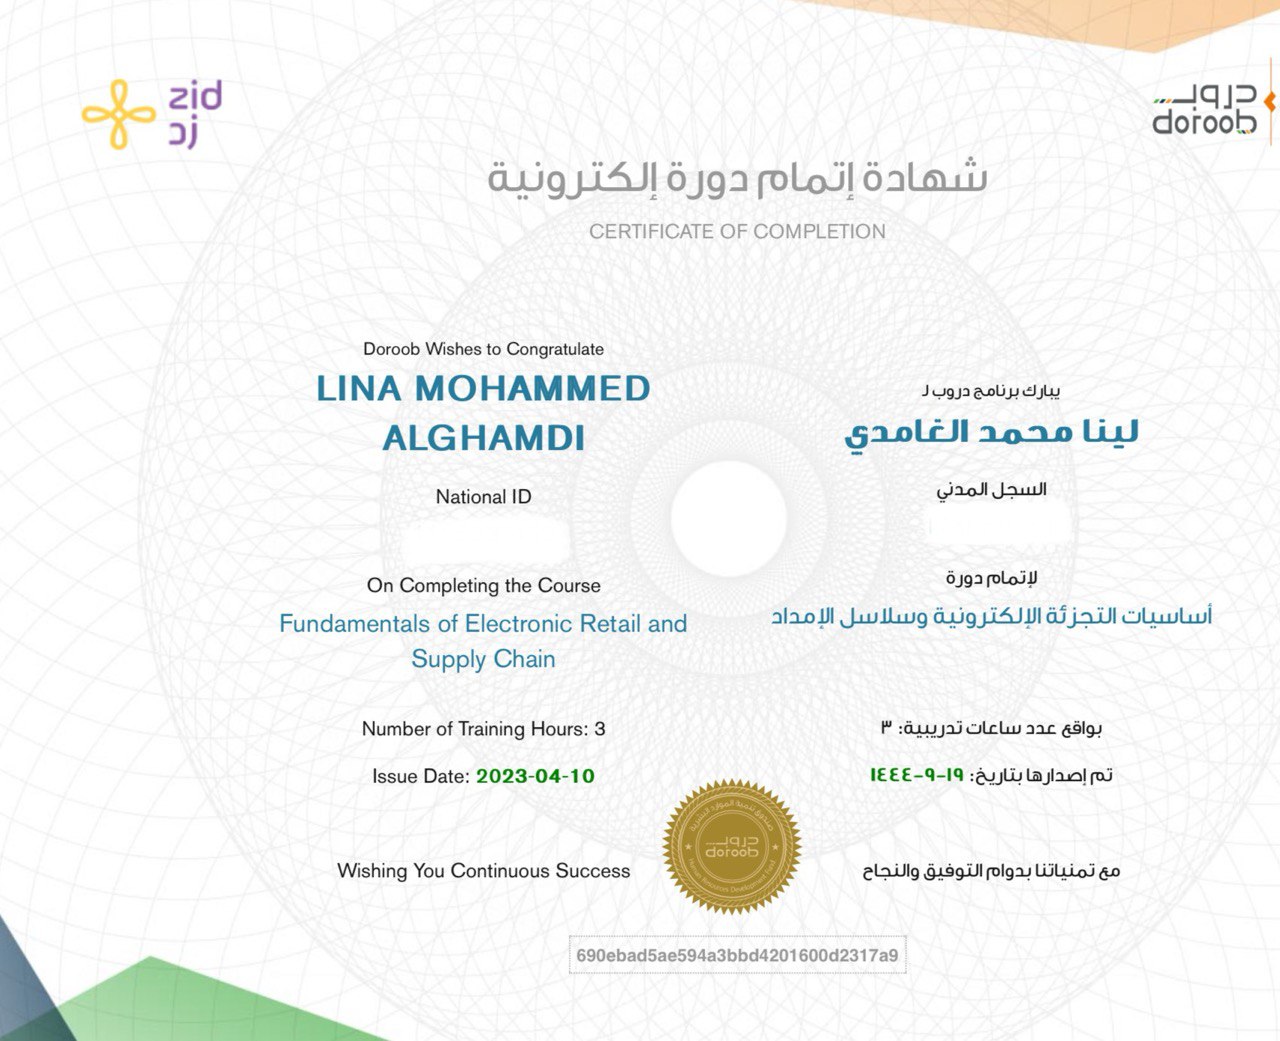 zid
زد
دروب
doroob
شهادة إتمام دورة إلكترونية
CERTIFICATE OF COMPLETION
Doroob Wishes to Congratulate
LINA MOHAMMED
ALGHAMDI
National ID
On Completing the Course
Fundamentals of Electronic Retail and
Supply Chain
Number of Training Hours: 3
Issue Date: 2023-04-10
Wishing You Continuous Success
يبارك برنامج دروب لـ
لينا محمد الغامدي
السجل المدني
لإتمام دورة
أساسيات التجزئة الإلكترونية وسلاسل الإمداد
بواقع عدد ساعات تدريبية: ٣
تم إصدارها بتاريخ: ١٩-٩-١٤٤٤
مع تمنياتنا بدوام التوفيق والنجاح
صندوق تنمية الموارد البشرية
دروب
doroob
Human Resources Development Fund
690ebad5ae594a3bbd4201600d2317a9